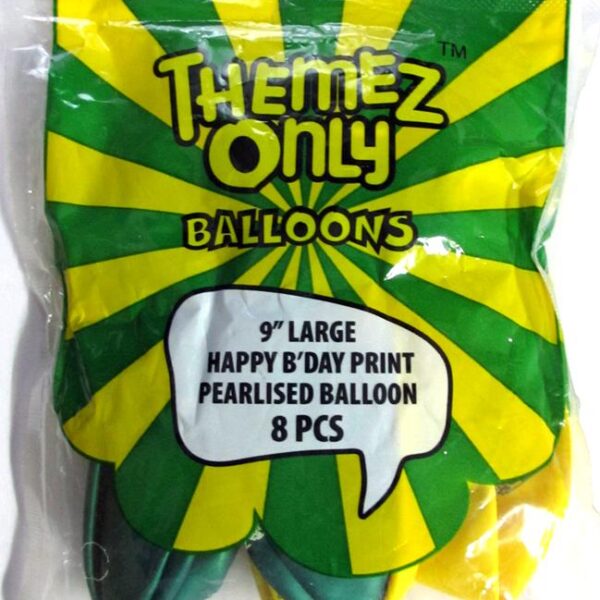 THEMEZ ™
ONLY
BALLOONS
9” LARGE
HAPPY B’DAY PRINT
PEARLISED BALLOON
8 PCS